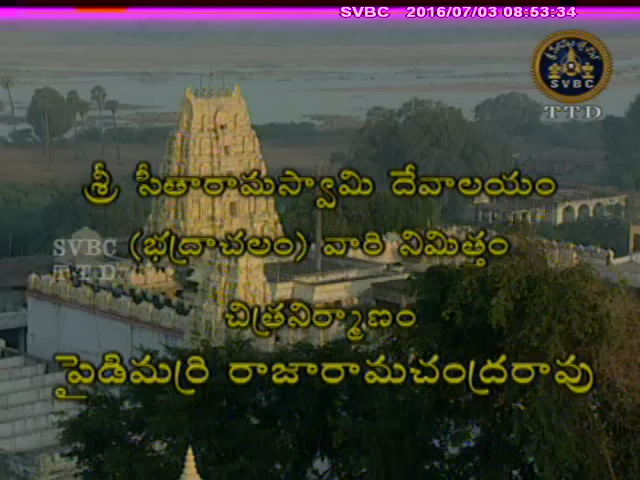 SVBC 2016/07/03 08:53:34
SVBC
TTD
శ్రీ సీతారామస్వామి దేవాలయం
(భద్రాచలం) వారి నిమిత్తం
SVBC
TTD
చిత్రనిర్మాణం
పైడిమర్రి రాజారామచంద్రరావు